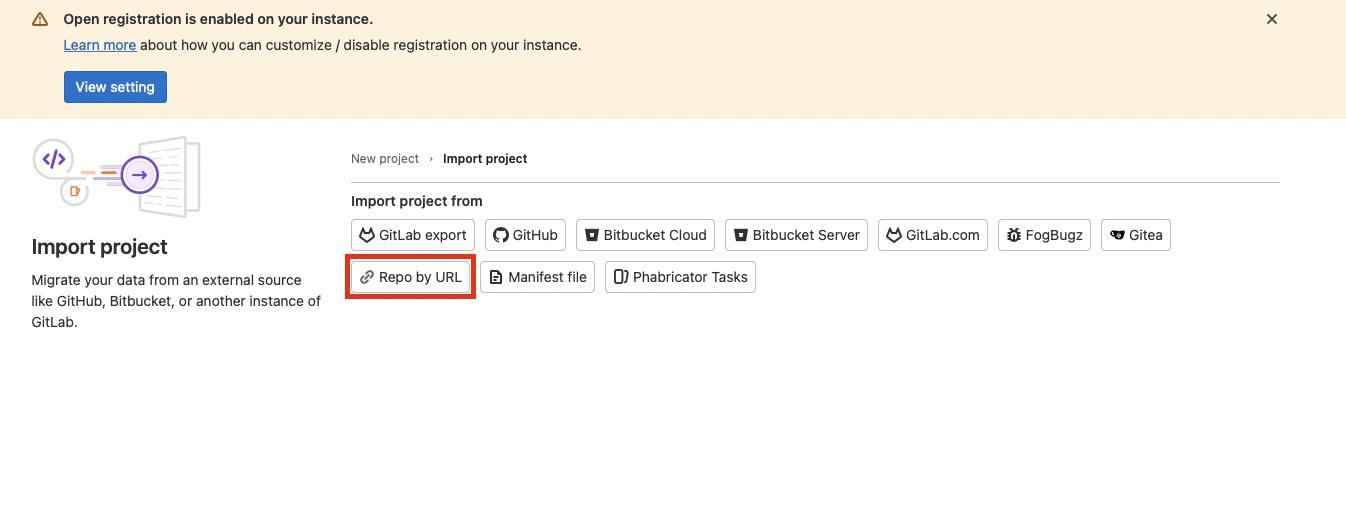 Open registration is enabled on your instance.
Learn more about how you can customize / disable registration on your instance.
View setting
New project › Import project
Import project from
GitLab export GitHub Bitbucket Cloud Bitbucket Server GitLab.com FogBugz Gitea
Repo by URL Manifest file Phabricator Tasks
Import project
Migrate your data from an external source
like GitHub, Bitbucket, or another instance of
GitLab.